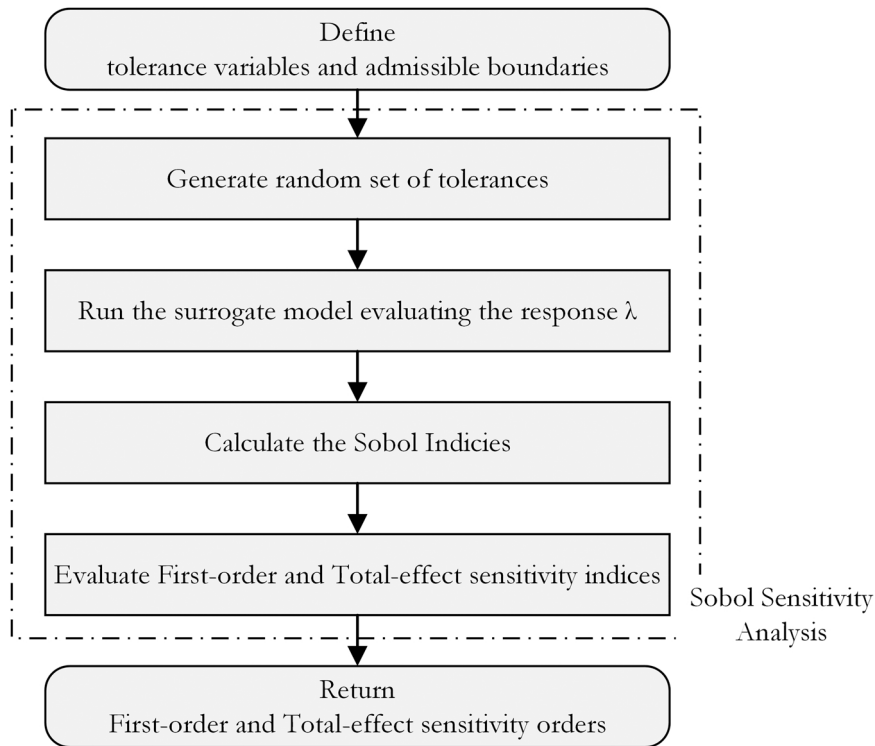 Define
tolerance variables and admissible boundaries
Generate random set of tolerances
Run the surrogate model evaluating the response λ
Calculate the Sobol Indicies
Evaluate First-order and Total-effect sensitivity indices
Sobol Sensitivity
Analysis
Return
First-order and Total-effect sensitivity orders